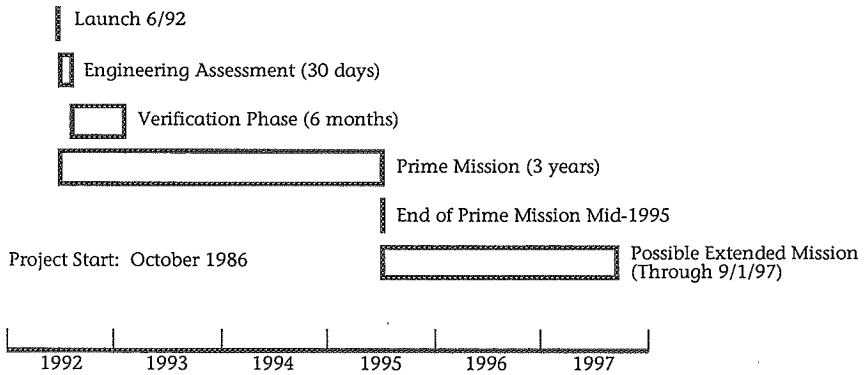 Launch 6/92
Engineering Assessment (30 days)
Verification Phase (6 months)
Prime Mission (3 years)
End of Prime Mission Mid-1995
Project Start: October 1986
Possible Extended Mission
(Through 9/1/97)
1992 1993 1994 1995 1996 1997